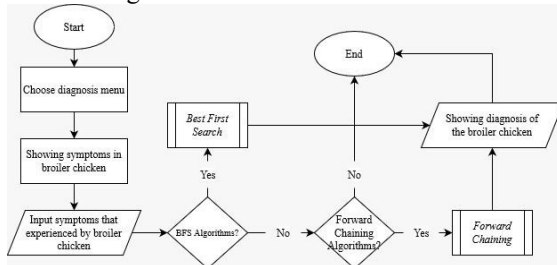 Start
Choose diagnosis menu
Showing symptoms in
broiler chicken
Input symptoms that
experienced by broiler
chicken
BFS Algorithms?
Yes
Best First
Search
No
Forward
Chaining
Algorithms?
No
Yes
Forward
Chaining
Showing diagnosis of
the broiler chicken
End